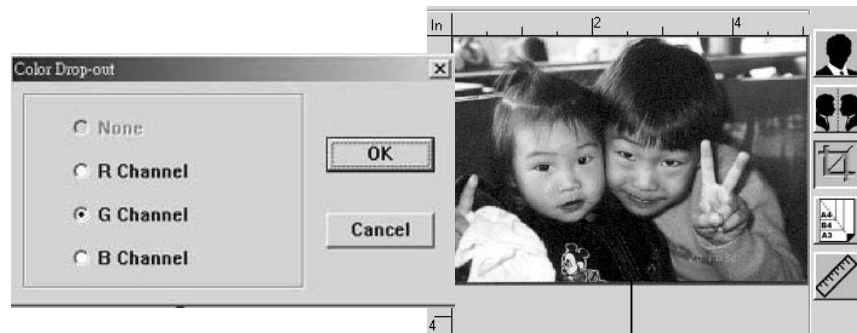 Color Drop-out
None
R Channel
G Channel
B Channel
OK
Cancel
In
2
4
4
A4
B4
A3